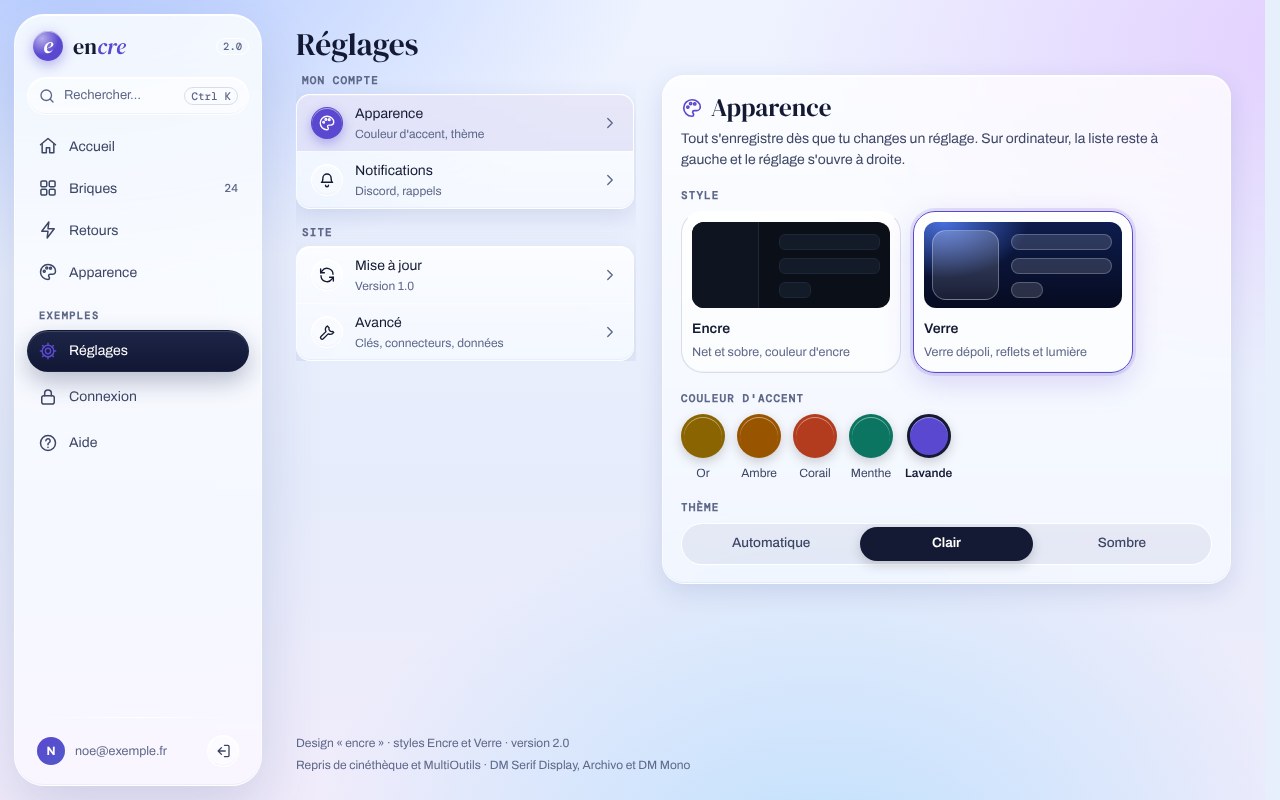 e encre 2.0
Rechercher... Ctrl K
Accueil
Briques 24
Retours
Apparence
EXEMPLES
Réglages
Connexion
Aide
N noe@exemple.fr
Réglages
MON COMPTE
Apparence
Couleur d'accent, thème
Notifications
Discord, rappels
SITE
Mise à jour
Version 1.0
Avancé
Clés, connecteurs, données
Apparence
Tout s'enregistre dès que tu changes un réglage. Sur ordinateur, la liste reste à
gauche et le réglage s'ouvre à droite.
STYLE
Encre
Net et sobre, couleur d'encre
Verre
Verre dépoli, reflets et lumière
COULEUR D'ACCENT
Or Ambre Corail Menthe Lavande
THÈME
Automatique Clair Sombre
Design « encre » · styles Encre et Verre · version 2.0
Repris de cinéthèque et MultiOutils · DM Serif Display, Archivo et DM Mono